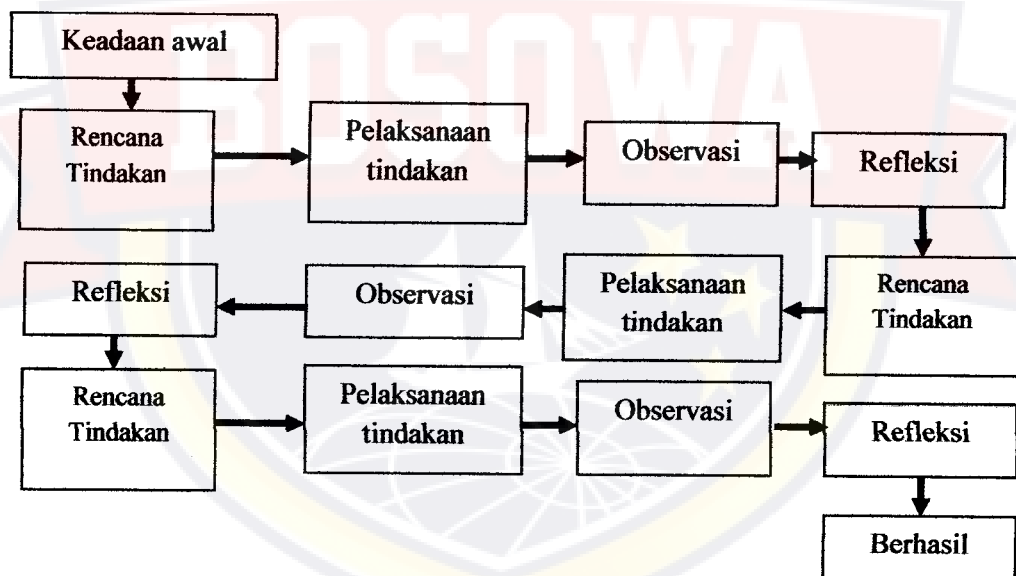 BOSOWA
Keadaan awal
Rencana
Tindakan
Pelaksanaan
tindakan
Observasi
Refleksi
Rencana
Tindakan
Pelaksanaan
tindakan
Observasi
Refleksi
Rencana
Tindakan
Pelaksanaan
tindakan
Observasi
Refleksi
Berhasil